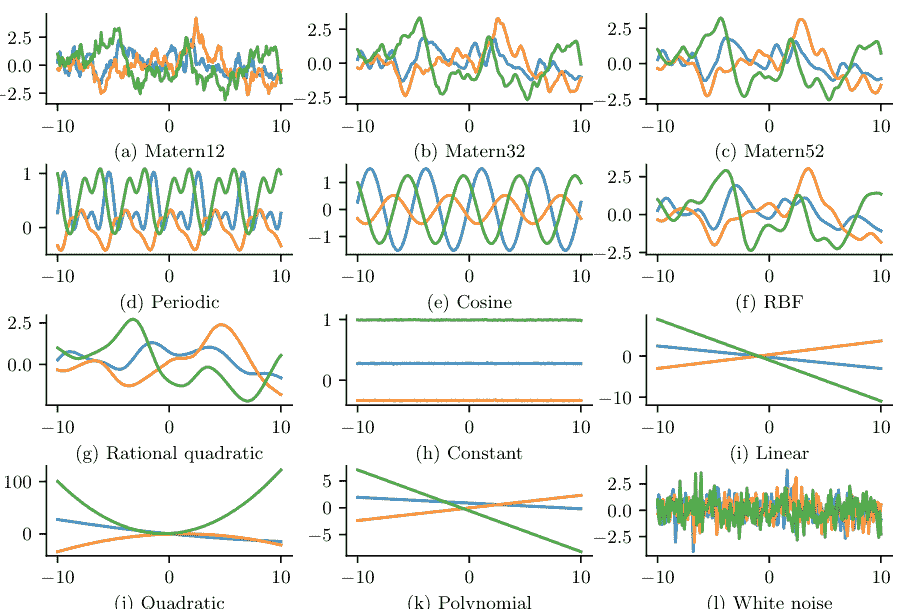 2.5
0.0
−2.5
−10 0 10
(a) Matern12
2.5
0.0
−2.5
−10 0 10
(b) Matern32
2.5
0.0
−2.5
−10 0 10
(c) Matern52
1
0
−10 0 10
(d) Periodic
1
0
−1
−10 0 10
(e) Cosine
2.5
0.0
−2.5
−10 0 10
(f) RBF
2.5
0.0
−10 0 10
(g) Rational quadratic
1
0
−10 0 10
(h) Constant
0
−10
−10 0 10
(i) Linear
100
0
−10 0 10
(j) Quadratic
5
0
−5
−10 0 10
(k) Polynomial
2.5
0.0
−2.5
−10 0 10
(l) White noise